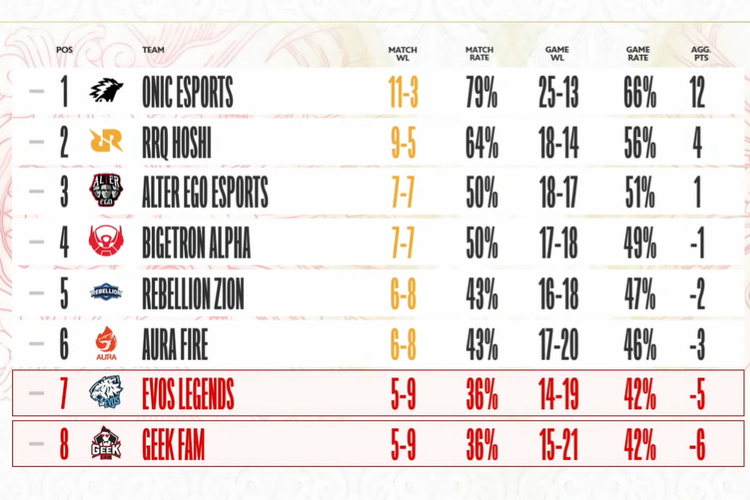 POS TEAM MATCH WL MATCH RATE GAME WL GAME RATE AGG. PTS
1 ONIC ESPORTS 11-3 79% 25-13 66% 12
2 RRQ HOSHI 9-5 64% 18-14 56% 4
3 ALTER EGO ALTER EGO ESPORTS 7-7 50% 18-17 51% 1
4 BIGETRON ALPHA 7-7 50% 17-18 49% -1
5 REBELLION REBELLION ZION 6-8 43% 16-18 47% -2
6 AURA AURA FIRE 6-8 43% 17-20 46% -3
7 EVOS EVOS LEGENDS 5-9 36% 14-19 42% -5
8 GEEK FAM GEEK FAM 5-9 36% 15-21 42% -6